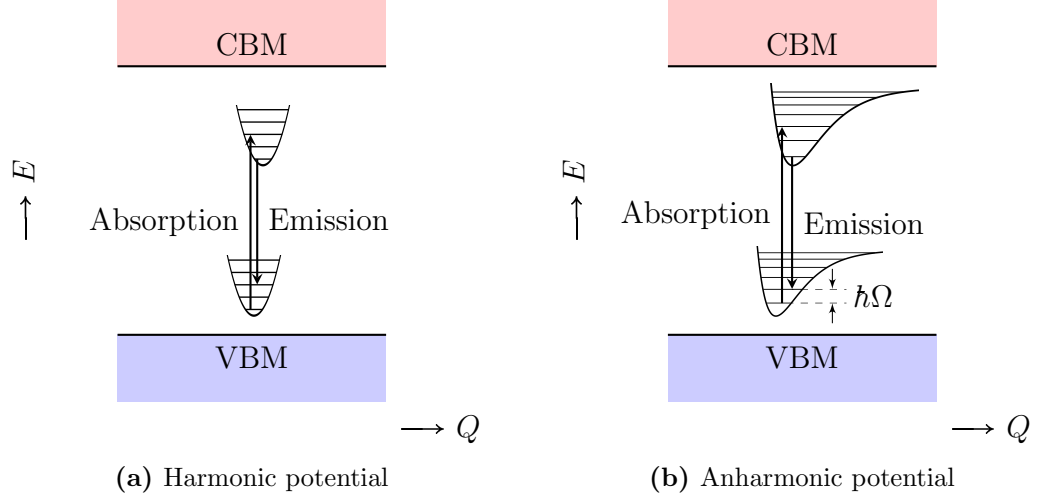 CBM
E
Absorption
Emission
VBM
Q
(a) Harmonic potential
CBM
E
Absorption
Emission
ℏΩ
VBM
Q
(b) Anharmonic potential